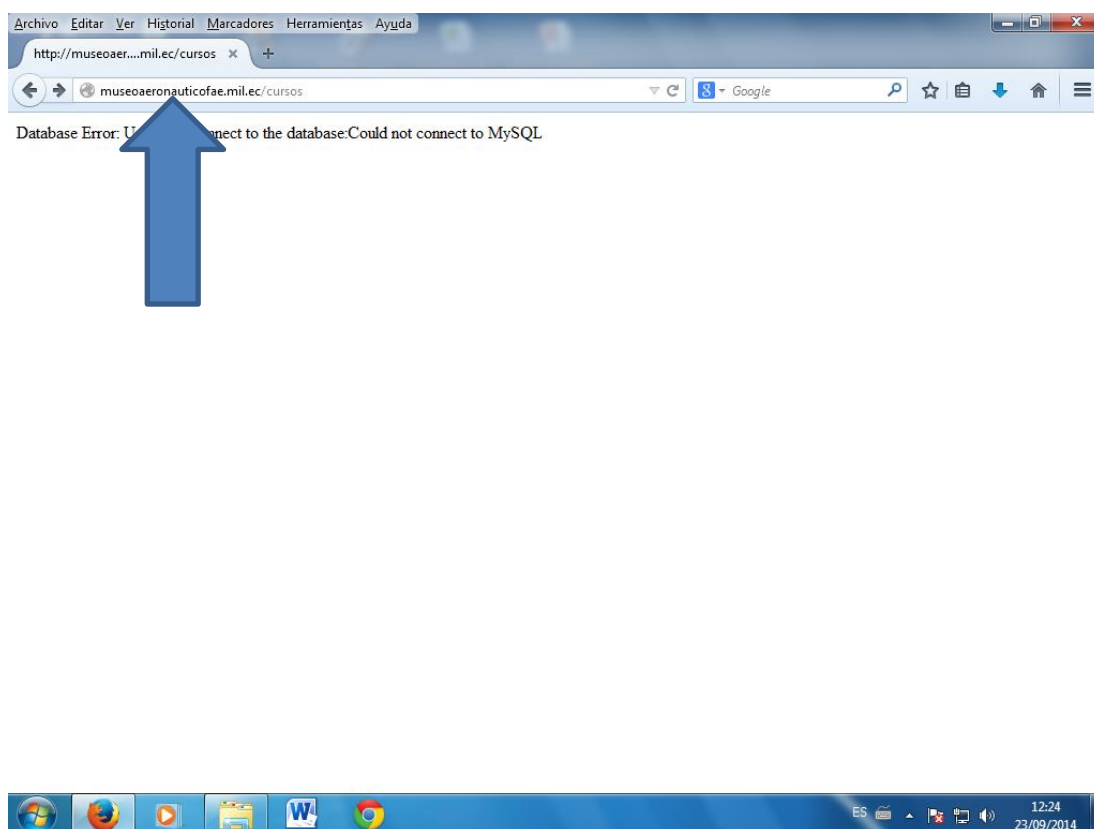 Archivo Editar Ver Historial Marcadores Herramientas Ayuda
http://museoaer....mil.ec/cursos
museoaeronauticofae.mil.ec/cursos
Google
Database Error: to the database:Could not connect to MySQL
ES
12:24
23/09/2014